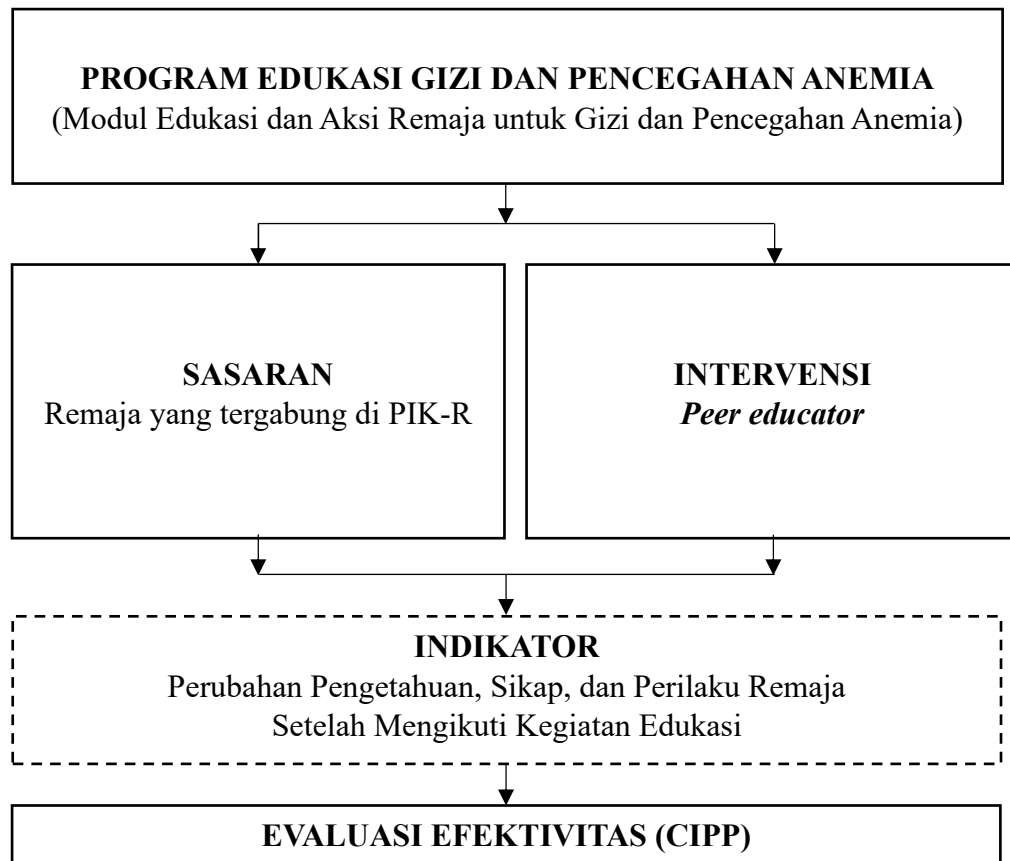 PROGRAM EDUKASI GIZI DAN PENCEGAHAN ANEMIA
(Modul Edukasi dan Aksi Remaja untuk Gizi dan Pencegahan Anemia)
SASARAN
Remaja yang tergabung di PIK-R
INTERVENSI
Peer educator
INDIKATOR
Perubahan Pengetahuan, Sikap, dan Perilaku Remaja
Setelah Mengikuti Kegiatan Edukasi
EVALUASI EFEKTIVITAS (CIPP)